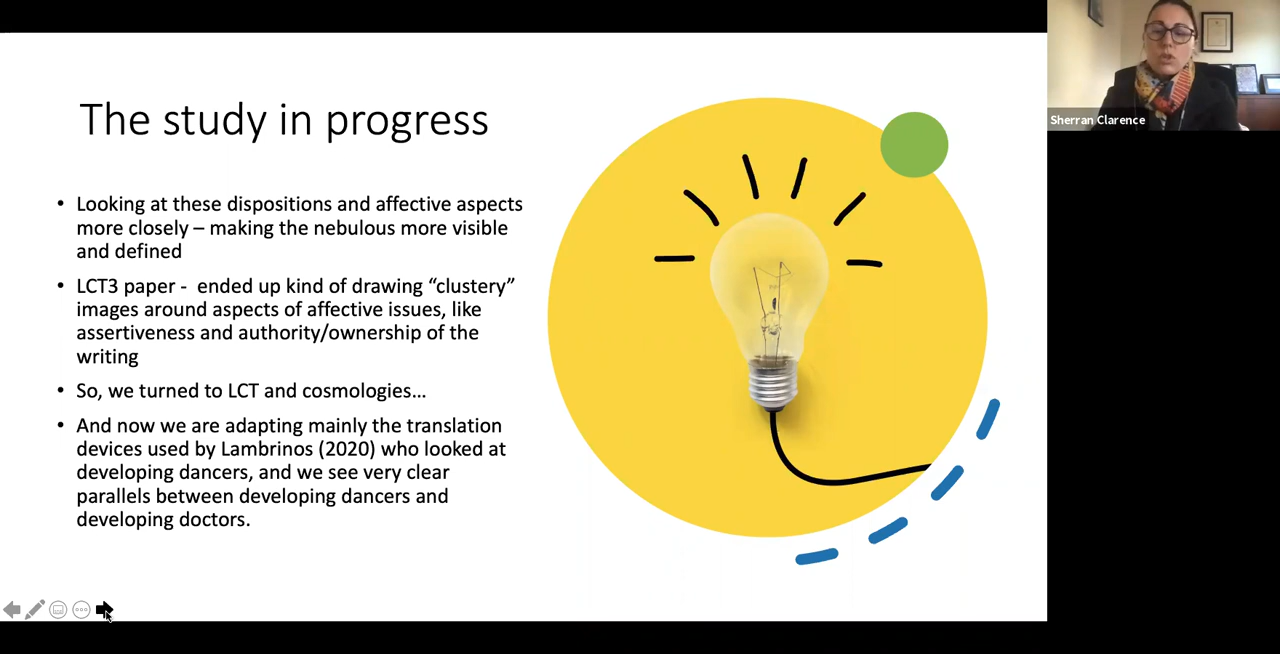 The study in progress
• Looking at these dispositions and affective aspects
more closely – making the nebulous more visible
and defined
• LCT3 paper - ended up kind of drawing “clustery”
images around aspects of affective issues, like
assertiveness and authority/ownership of the
writing
• So, we turned to LCT and cosmologies...
• And now we are adapting mainly the translation
devices used by Lambrinos (2020) who looked at
developing dancers, and we see very clear
parallels between developing dancers and
developing doctors.
Sherran Clarence